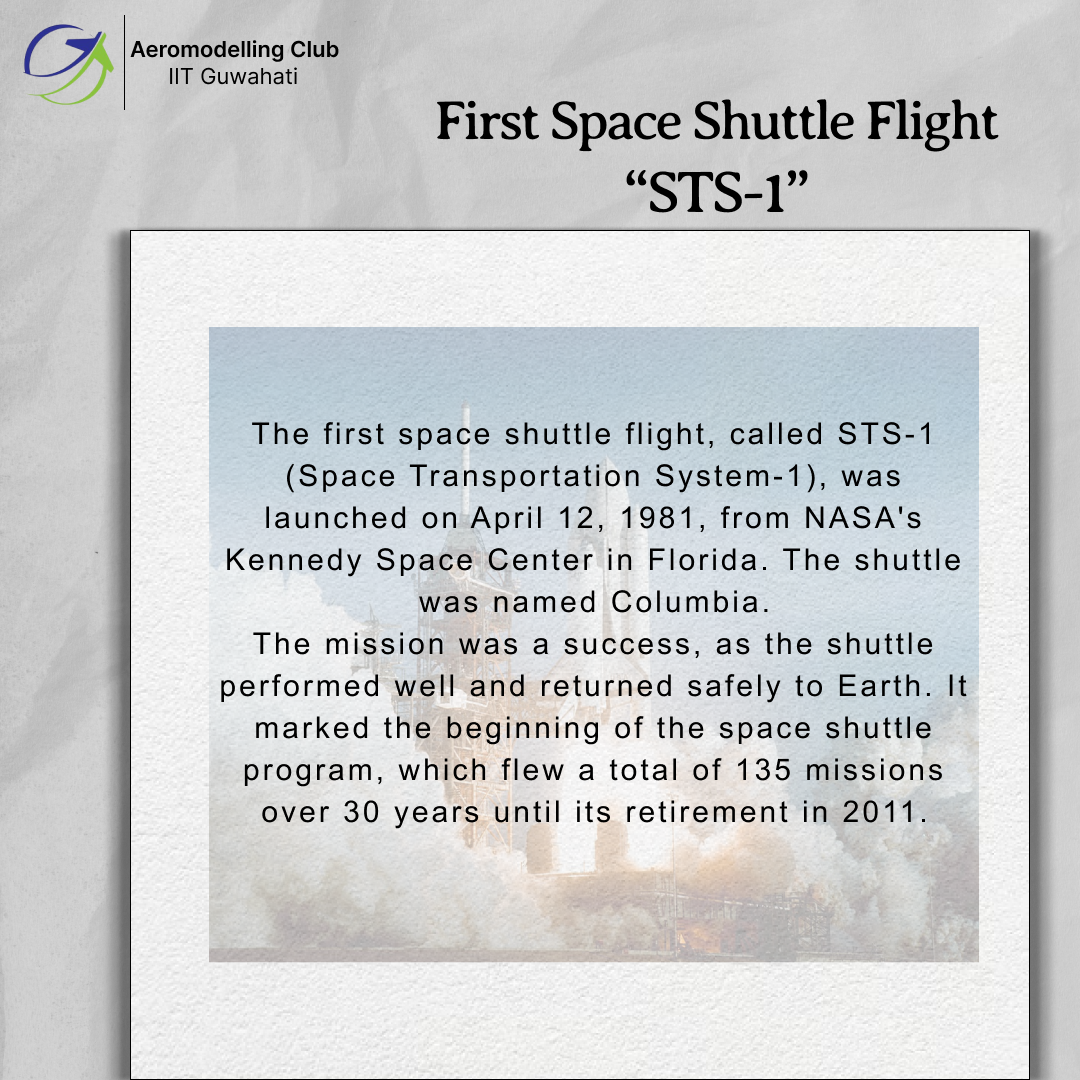 Aeromodelling Club
IIT Guwahati
First Space Shuttle Flight
“STS-1”
The first space shuttle flight, called STS-1
(Space Transportation System-1), was
launched on April 12, 1981, from NASA's
Kennedy Space Center in Florida. The shuttle
was named Columbia.
The mission was a success, as the shuttle
performed well and returned safely to Earth. It
marked the beginning of the space shuttle
program, which flew a total of 135 missions
over 30 years until its retirement in 2011.